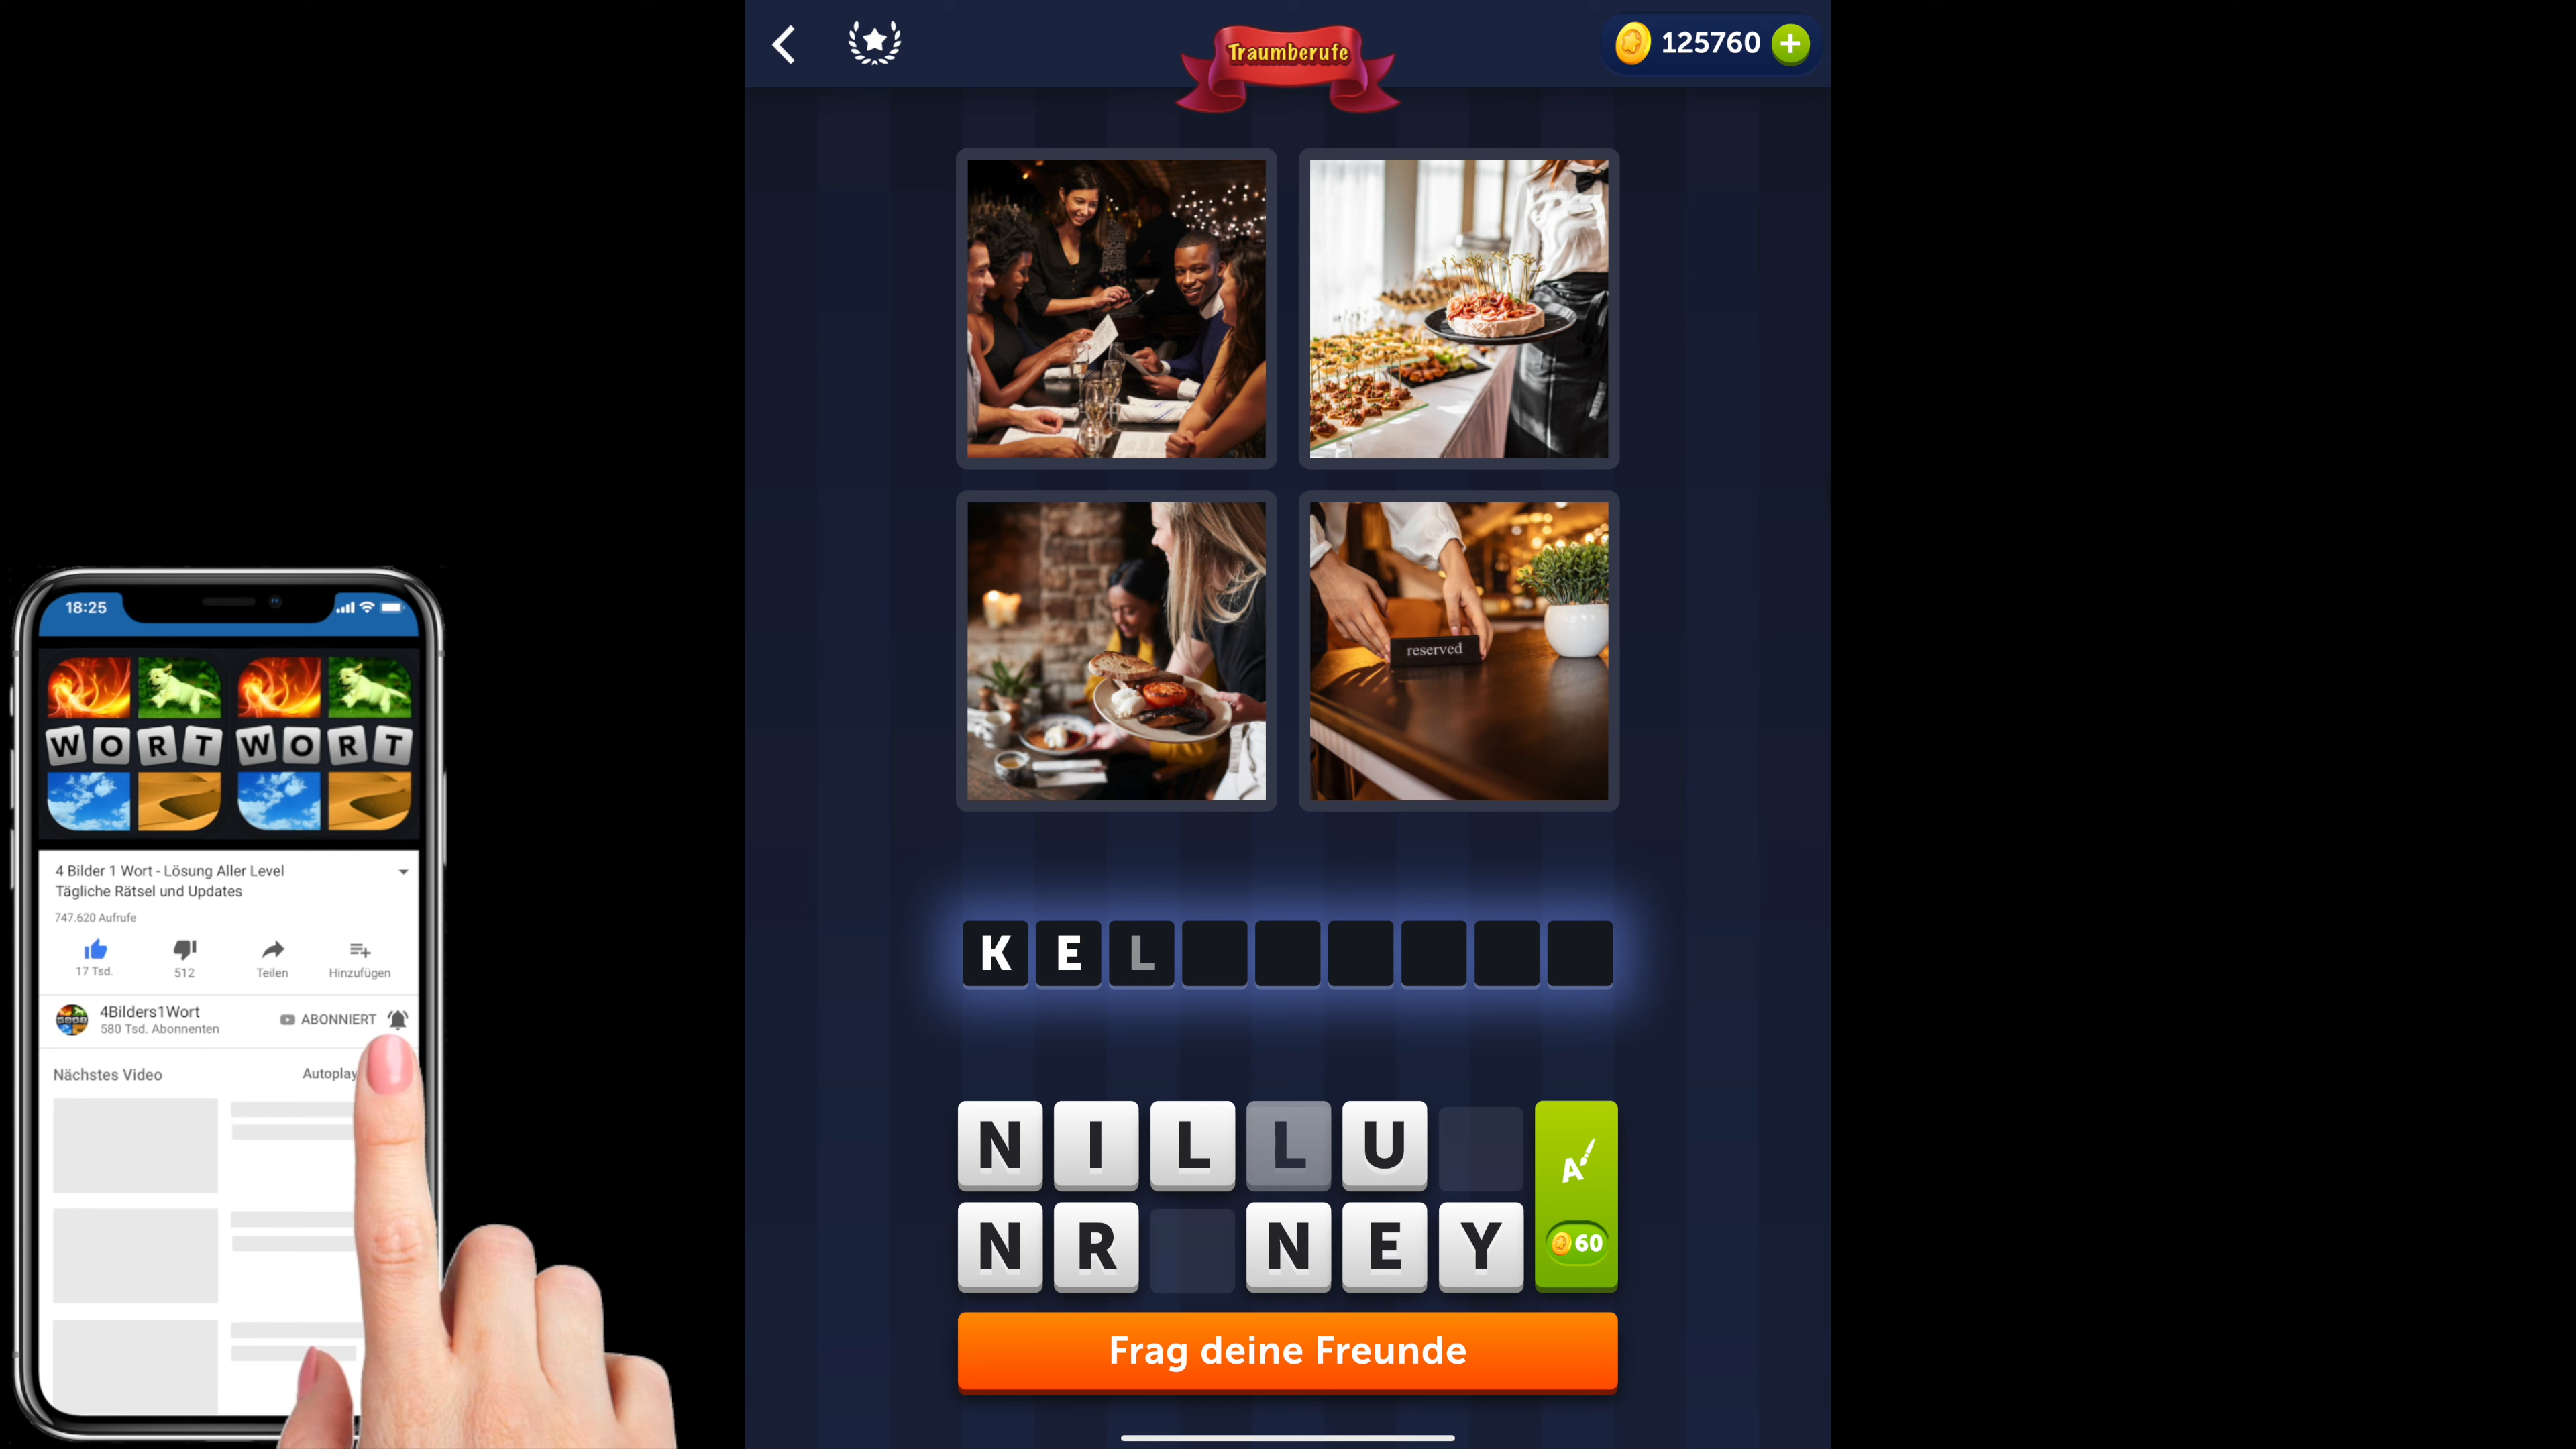 Traumberufe
125760
reserved
18:25
WORT WORT
4 Bilder 1 Wort - Lösung Aller Level
Tägliche Rätsel und Updates
747.620 Aufrufe
17 Tsd.
512
Teilen
Hinzufügen
4Bilders1Wort
ABONNIERT
580 Tsd. Abonnenten
Nächstes Video
Autoplay
K E L
N I L L U
N R N E Y
A
60
Frag deine Freunde